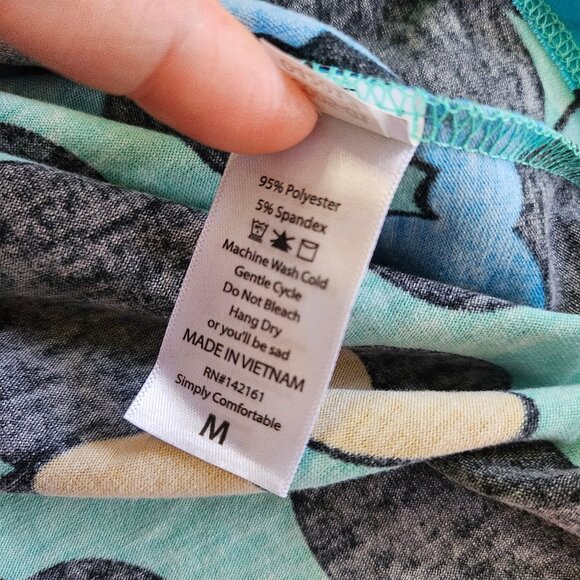 95% Polyester
5% Spandex
Machine Wash Cold
Gentle Cycle
Do Not Bleach
Hang Dry
or you'll be sad
MADE IN VIETNAM
RN#142161
Simply Comfortable
M